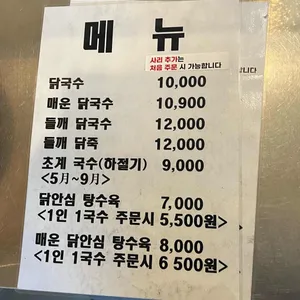 메 뉴
사리 추가는
처음 주문 시 가능합니다
닭국수 10,000
매운 닭국수 10,900
들깨 닭국수 12,000
들깨 닭죽 12,000
초계 국수(하절기) 9,000
<5月~9月>
닭안심 탕수육 7,000
<1인 1국수 주문시 5,500원>
매운 닭안심 탕수육 8,000
<1인 1국수 주문시 6 500원>